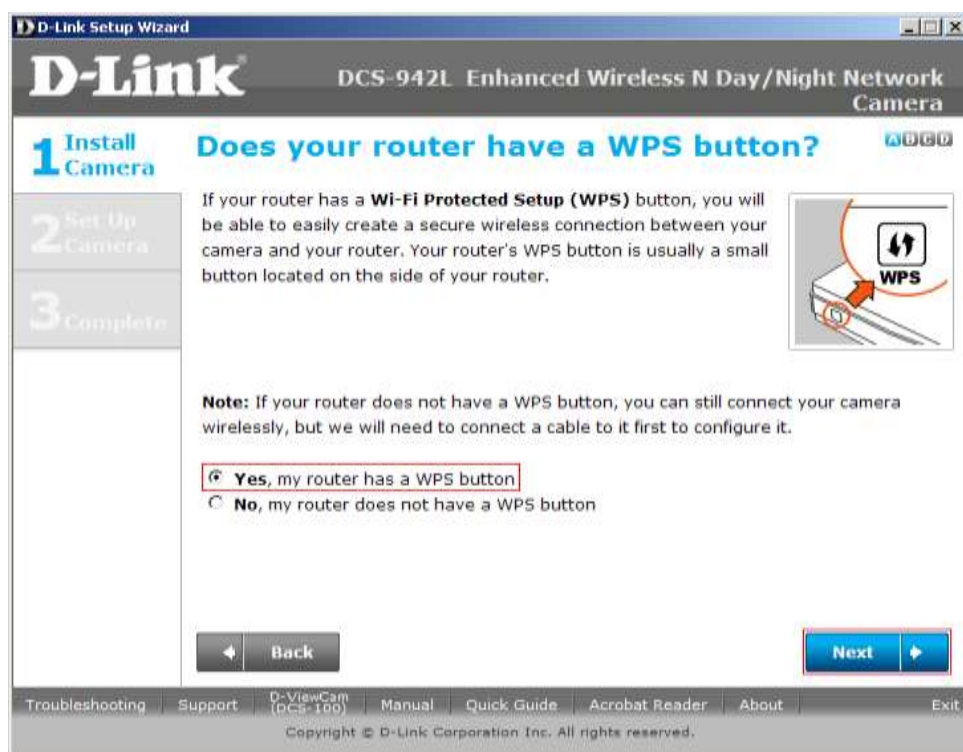 D-Link Setup Wizard
D-Link
DCS-942L Enhanced Wireless N Day/Night Network
Camera
1 Install
Camera
2 Set Up
Camera
3 Complete
Does your router have a WPS button?
A B C D
If your router has a Wi-Fi Protected Setup (WPS) button, you will
be able to easily create a secure wireless connection between your
camera and your router. Your router's WPS button is usually a small
button located on the side of your router.
WPS
Note: If your router does not have a WPS button, you can still connect your camera
wirelessly, but we will need to connect a cable to it first to configure it.
Yes, my router has a WPS button
No, my router does not have a WPS button
Back
Next
Troubleshooting Support D-ViewCam (DCS-100) Manual Quick Guide Acrobat Reader About Exit
Copyright © D-Link Corporation Inc. All rights reserved.